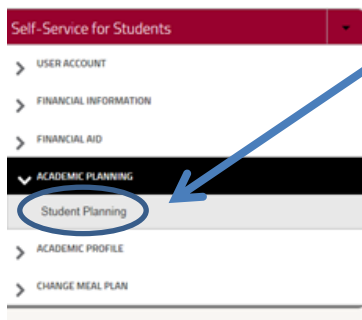 Self-Service for Students
USER ACCOUNT
FINANCIAL INFORMATION
FINANCIAL AID
ACADEMIC PLANNING
Student Planning
ACADEMIC PROFILE
CHANGE MEAL PLAN